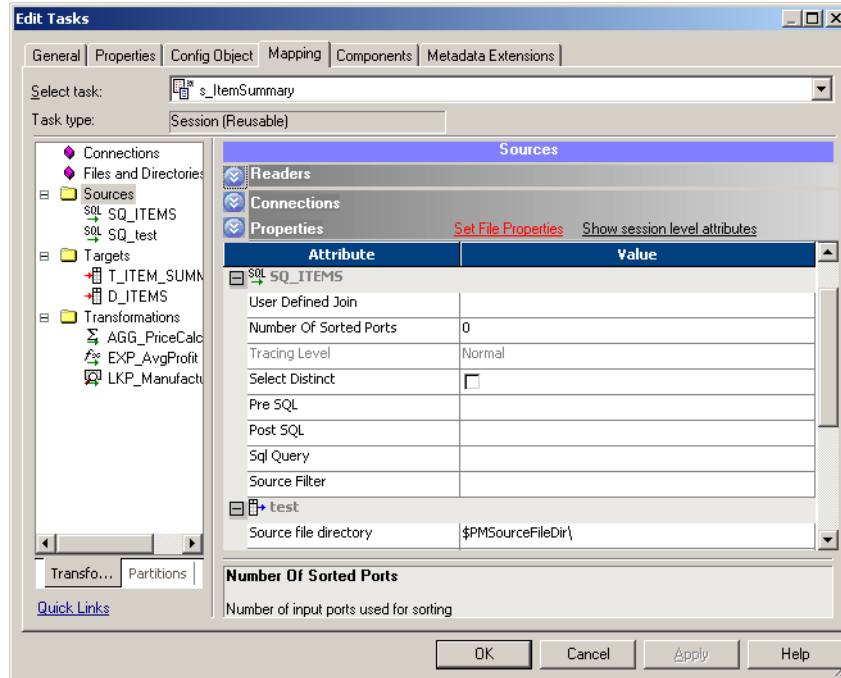 Edit Tasks
General Properties Config Object Mapping Components Metadata Extensions
Select task: s_ItemSummary
Task type: Session (Reusable)
Connections
Files and Directories
Sources
SQL SQ_ITEMS
SQL SQ_test
Targets
T_ITEM_SUMM
D_ITEMS
Transformations
AGG_PriceCalc
EXP_AvgProfit
LKP_Manufactu
Transfo... Partitions
Quick Links
Sources
Readers
Connections
Properties Set File Properties Show session level attributes
Attribute Value
SQL SQ_ITEMS
User Defined Join
Number Of Sorted Ports 0
Tracing Level Normal
Select Distinct
Pre SQL
Post SQL
Sql Query
Source Filter
test
Source file directory $PMSourceFileDir\
Number Of Sorted Ports
Number of input ports used for sorting
OK Cancel Apply Help